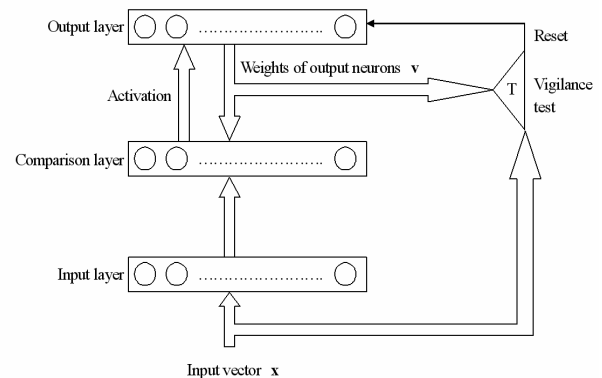 Output layer
Reset
Weights of output neurons v
Activation
T
Vigilance
test
Comparison layer
Input layer
Input vector x